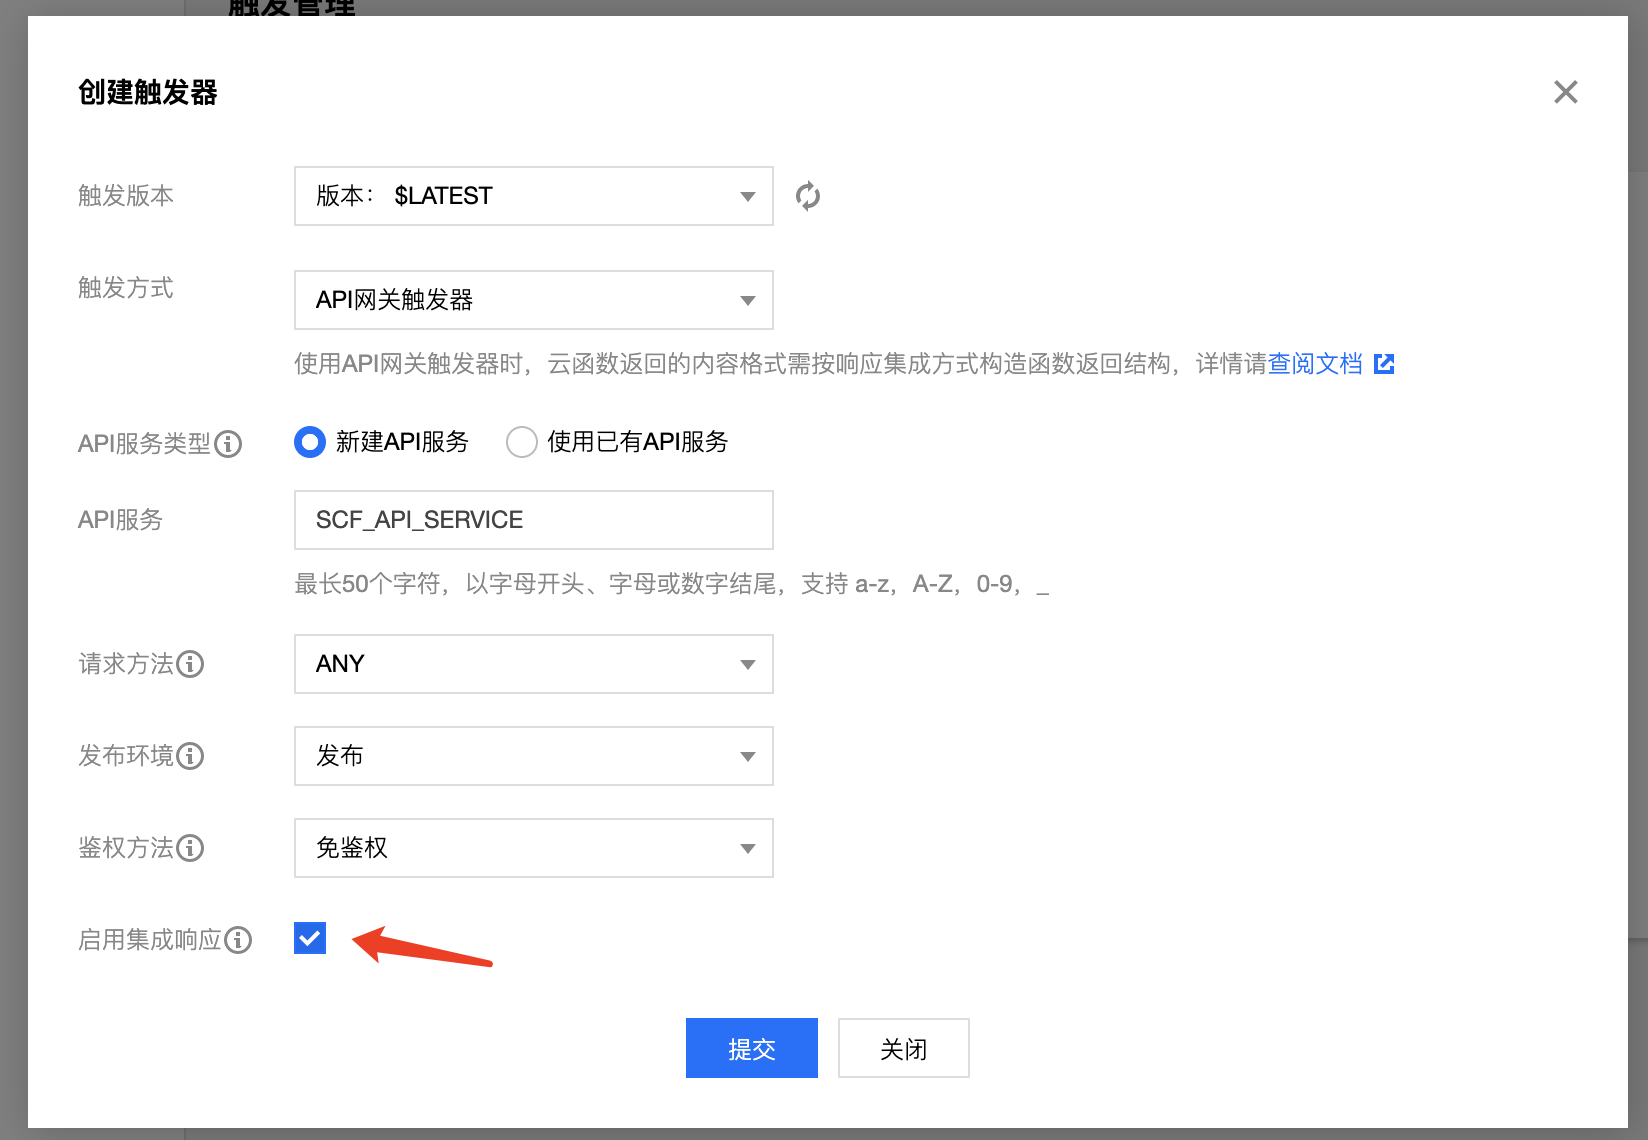 触发管理
创建触发器
触发版本
版本： $LATEST
触发方式
API网关触发器
使用API网关触发器时，云函数返回的内容格式需按响应集成方式构造函数返回结构，详情请查阅文档
API服务类型 新建API服务 使用已有API服务
API服务
SCF_API_SERVICE
最长50个字符，以字母开头、字母或数字结尾，支持 a-z，A-Z，0-9，_
请求方法
ANY
发布环境
发布
鉴权方法
免鉴权
启用集成响应
提交 关闭